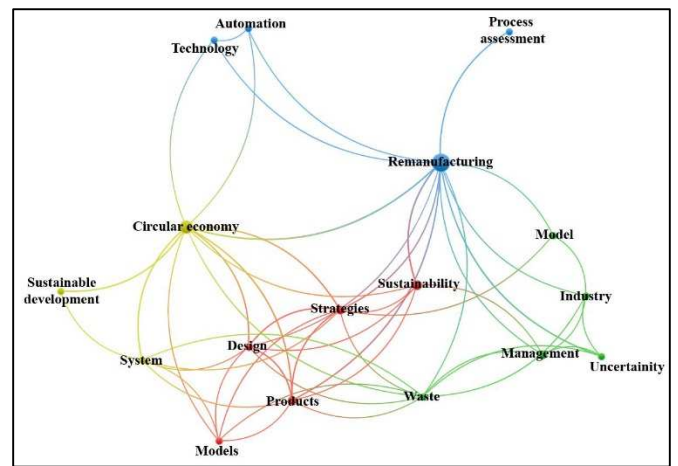 Automation
Technology
Process
assessment
Remanufacturing
Circular economy
Model
Sustainable
development
Sustainability
Industry
Strategies
Design
System
Management
Uncertainity
Products
Waste
Models